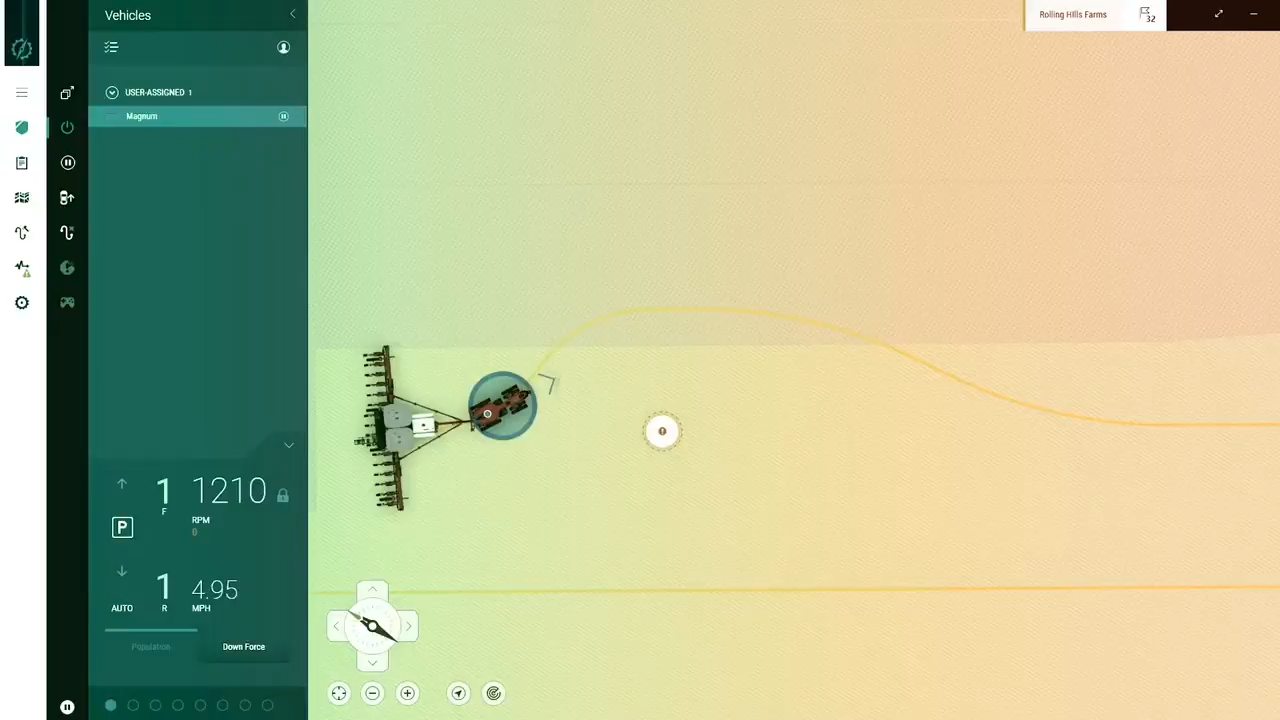 Vehicles
Rolling Hills Farms
32
USER-ASSIGNED 1
Magnum
1
F
1210
RPM
0
P
1
R
4.95
MPH
AUTO
Population
Down Force